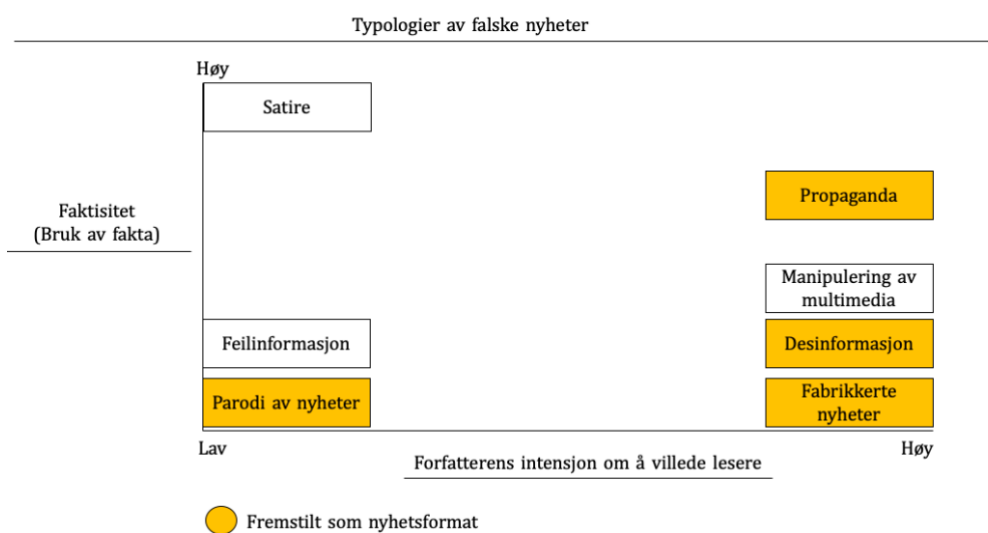 Typologier av falske nyheter
Høy
Satire
Propaganda
Faktisitet
(Bruk av fakta)
Manipulering av
multimedia
Feilinformasjon
Desinformasjon
Parodi av nyheter
Fabrikkerte
nyheter
Lav
Høy
Forfatterens intensjon om å villede lesere
Fremstilt som nyhetsformat